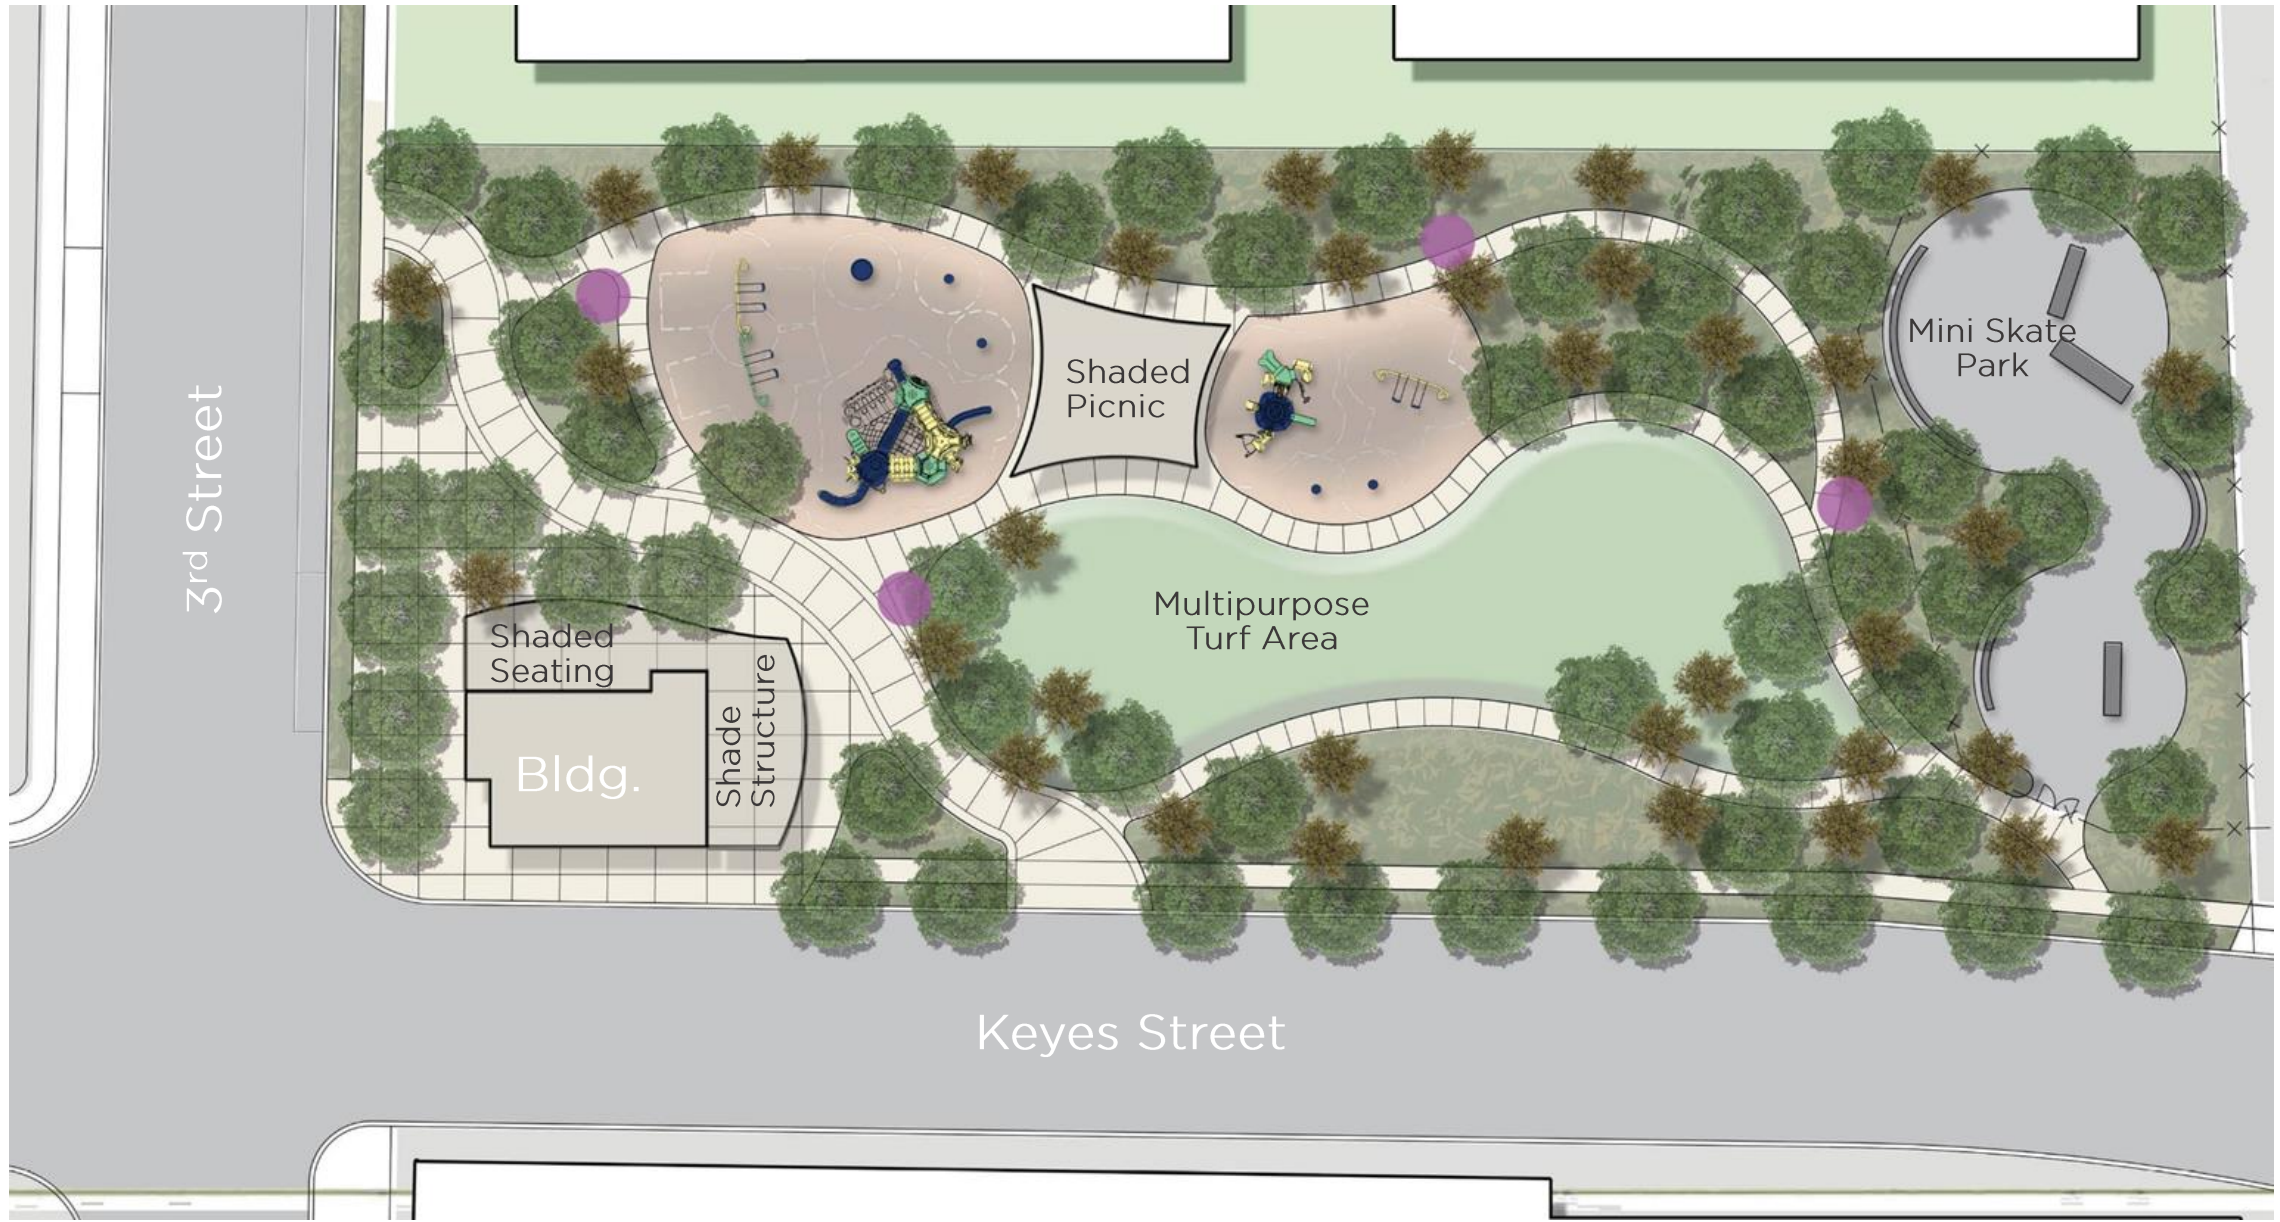 Mini Skate
Park
Shaded
Picnic
3rd Street
Multipurpose
Turf Area
Shaded
Seating
Shade
Structure
Bldg.
Keyes Street